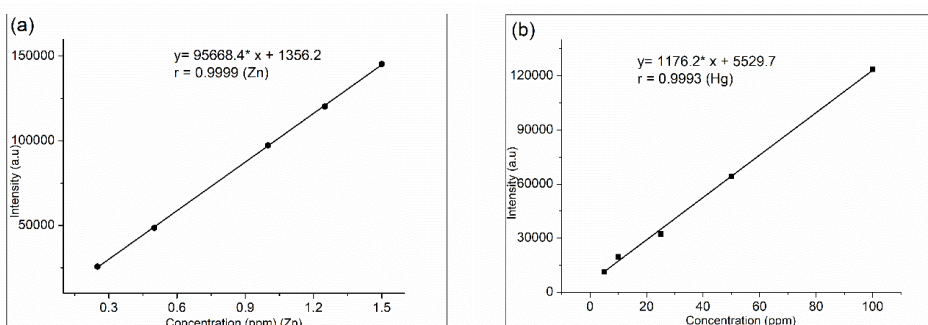 (a)
y= 95668.4* x + 1356.2
r = 0.9999 (Zn)
150000
100000
50000
Intensity (a.u)
0.3
0.6
0.9
1.2
1.5
Concentration (ppm) (Zn)
(b)
y= 1176.2* x + 5529.7
r = 0.9993 (Hg)
120000
90000
60000
30000
0
Intensity (a.u)
0
20
40
60
80
100
Concentration (ppm)